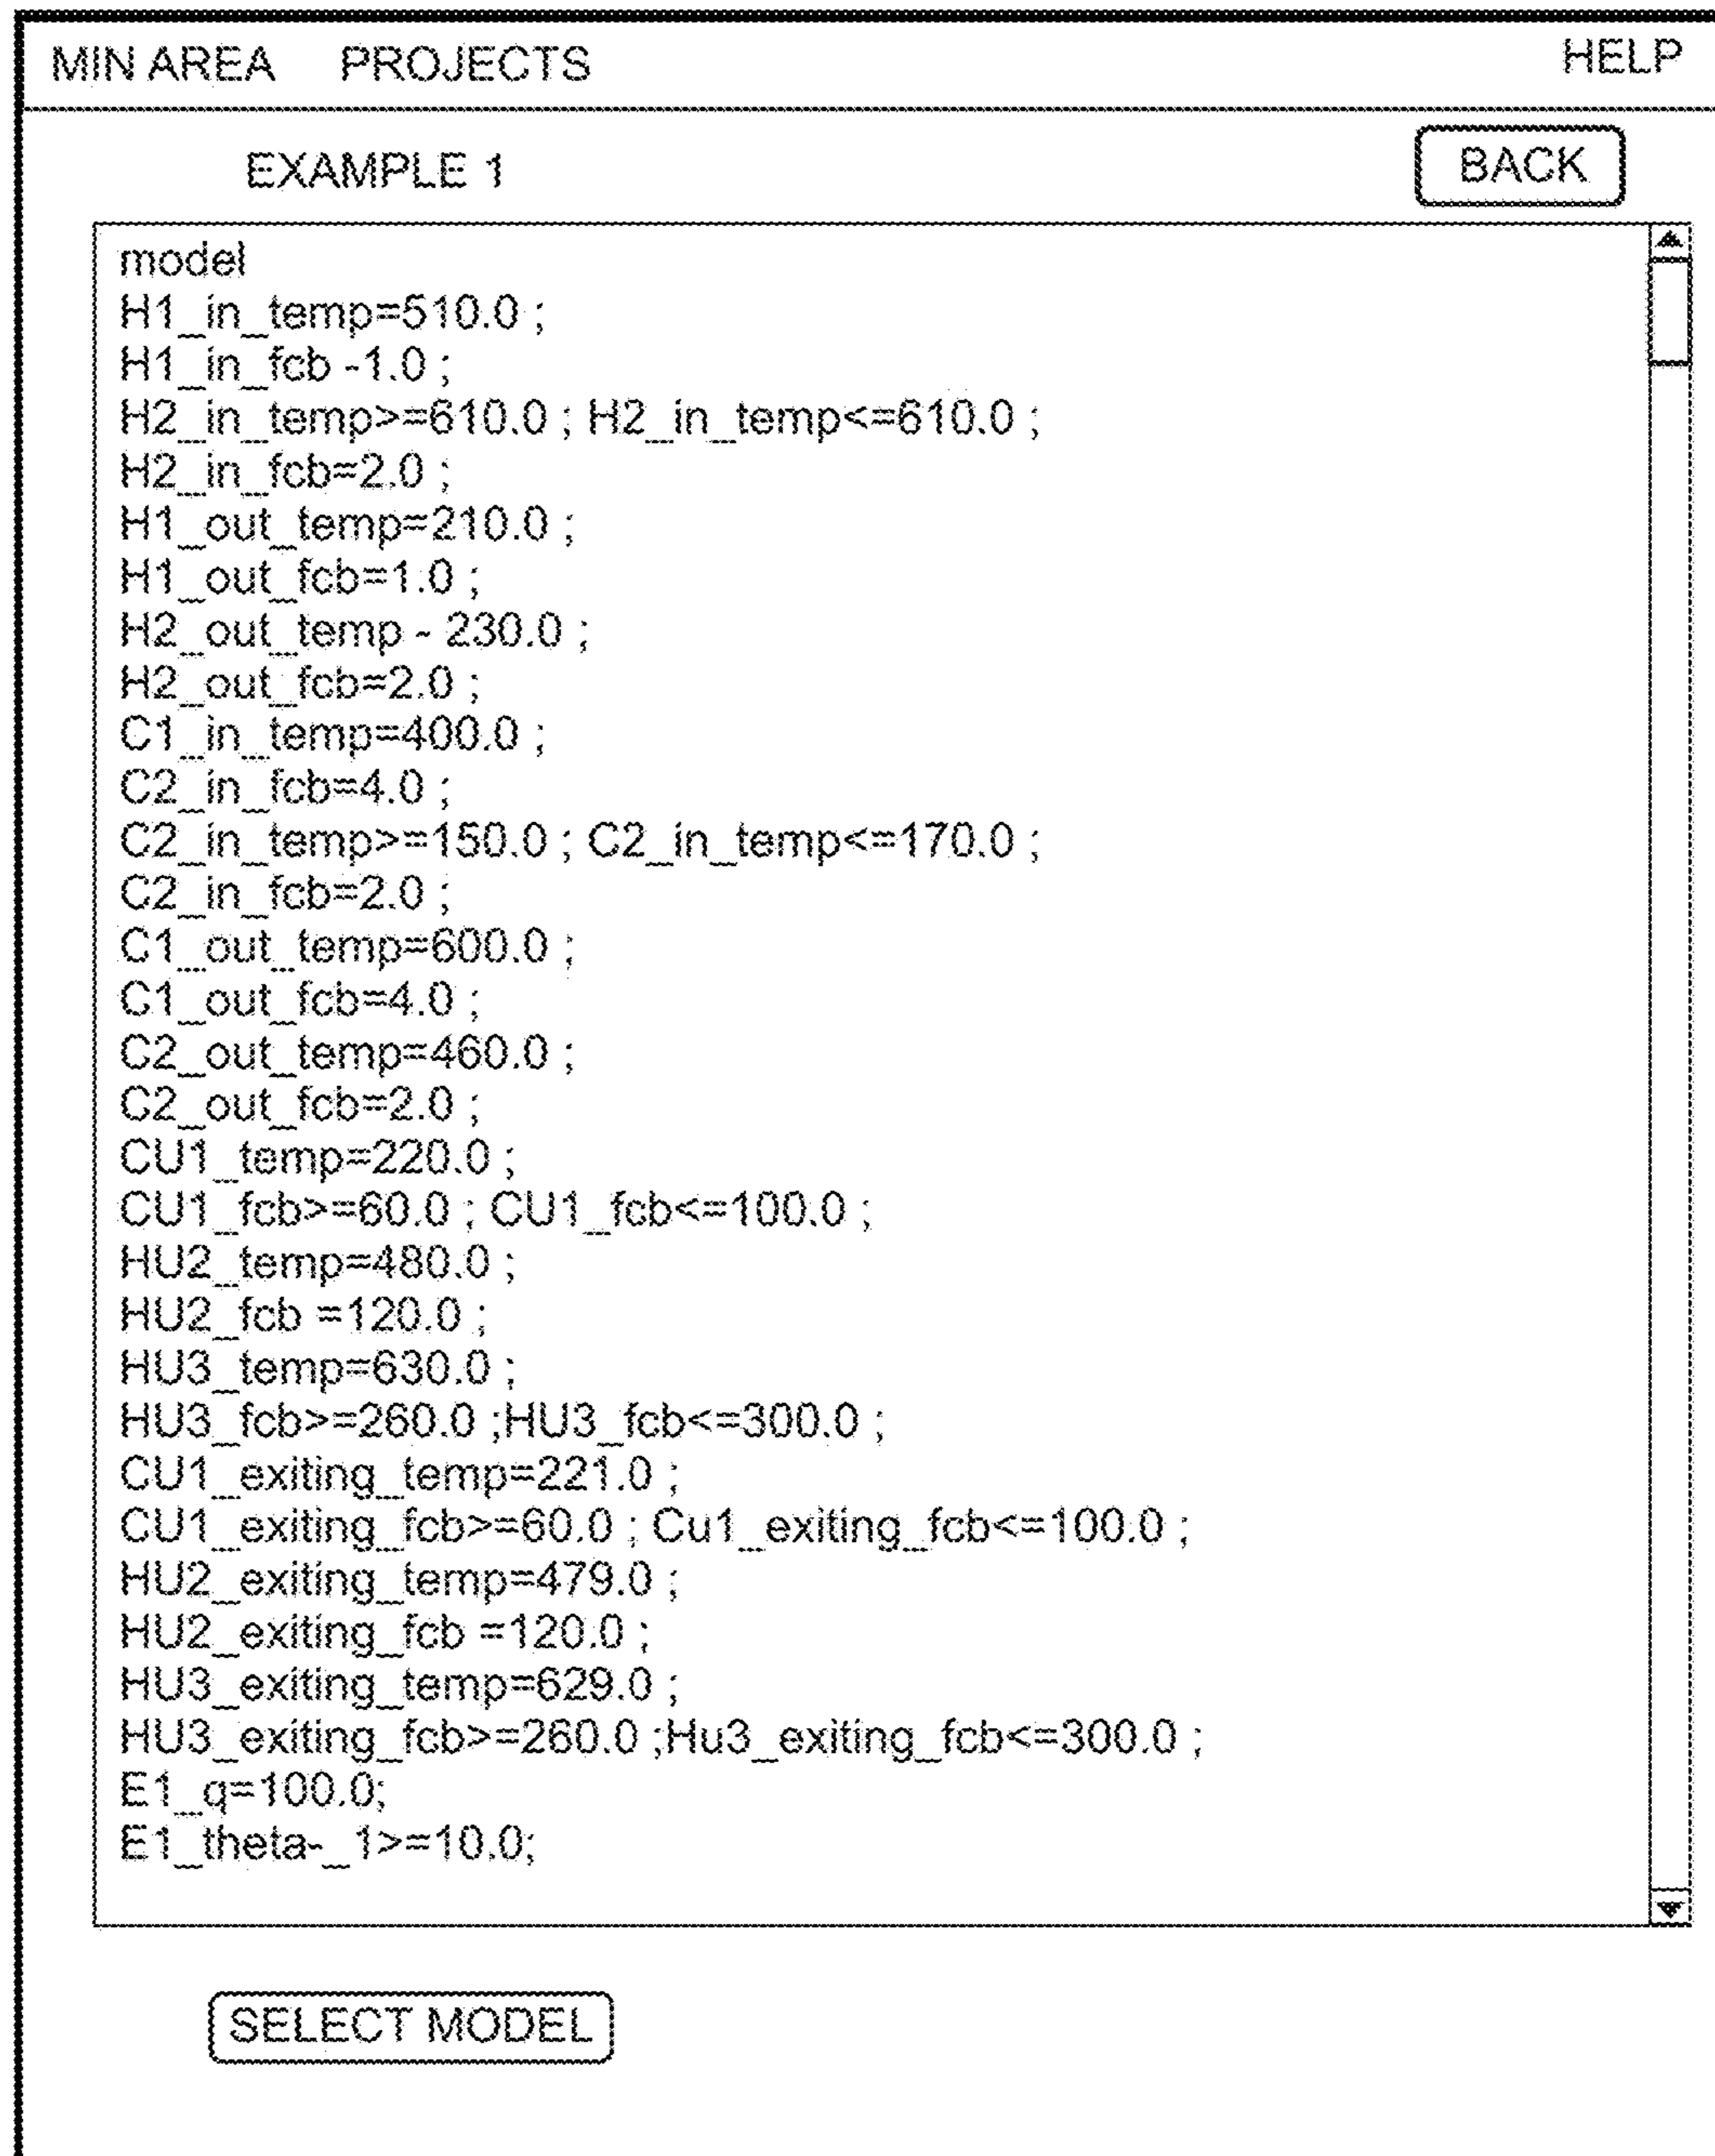 MIN AREA PROJECTS HELP
EXAMPLE 1 BACK
model
H1_in_temp=510.0 ;
H1_in_fcb -1.0 ;
H2_in_temp>=610.0 ; H2_in_temp<=610.0 ;
H2_in_fcb=2.0 ;
H1_out_temp=210.0 ;
H1_out_fcb=1.0 ;
H2_out_temp - 230.0 ;
H2_out_fcb=2.0 ;
C1_in_temp=400.0 ;
C2_in_fcb=4.0 ;
C2_in_temp>=150.0 ; C2_in_temp<=170.0 ;
C2_in_fcb=2.0 ;
C1_out_temp=600.0 ;
C1_out_fcb=4.0 ;
C2_out_temp=460.0 ;
C2_out_fcb=2.0 ;
CU1_temp=220.0 ;
CU1_fcb>=60.0 ; CU1_fcb<=100.0 ;
HU2_temp=480.0 ;
HU2_fcb =120.0 ;
HU3_temp=630.0 ;
HU3_fcb>=260.0 ;HU3_fcb<=300.0 ;
CU1_exiting_temp=221.0 ;
CU1_exiting_fcb>=60.0 ; Cu1_exiting_fcb<=100.0 ;
HU2_exiting_temp=479.0 ;
HU2_exiting_fcb =120.0 ;
HU3_exiting_temp=629.0 ;
HU3_exiting_fcb>=260.0 ;Hu3_exiting_fcb<=300.0 ;
E1_q=100.0;
E1_theta-_1>=10.0;
SELECT MODEL